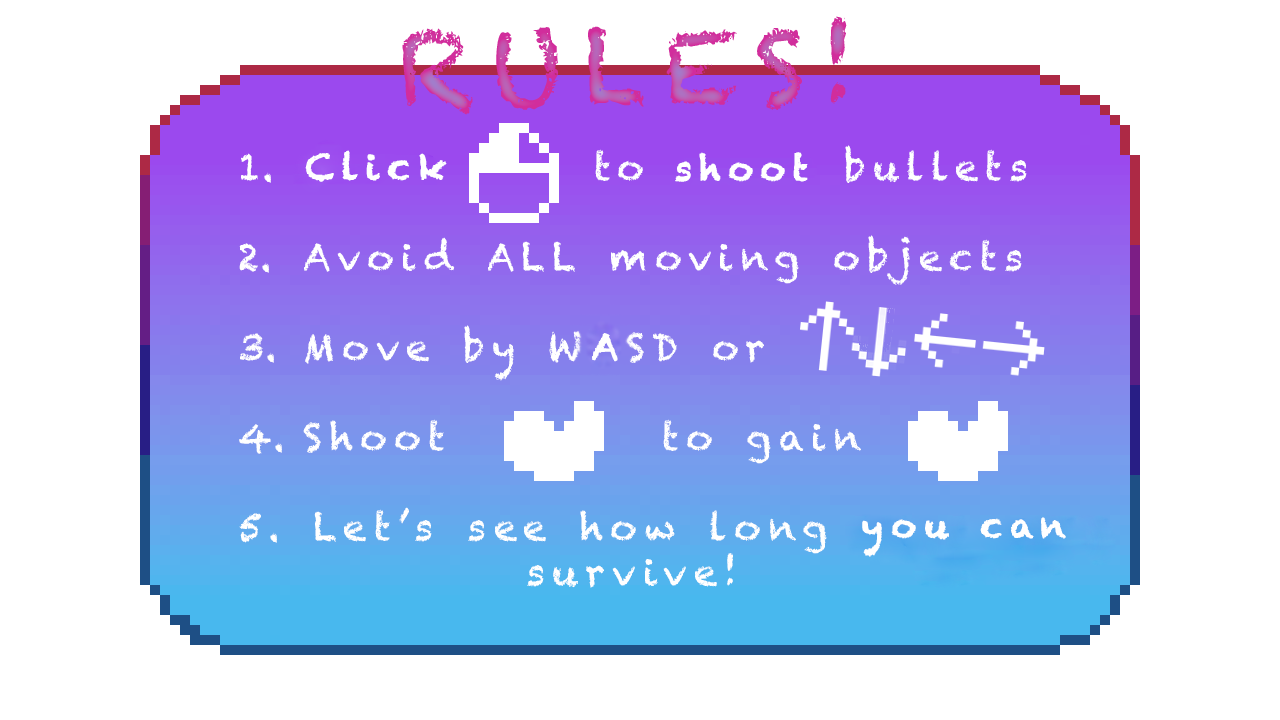 RULES!
1. Click to shoot bullets
2. Avoid ALL moving objects
3. Move by WASD or ↑↓←→
4. Shoot to gain
5. Let's see how long you can
survive!